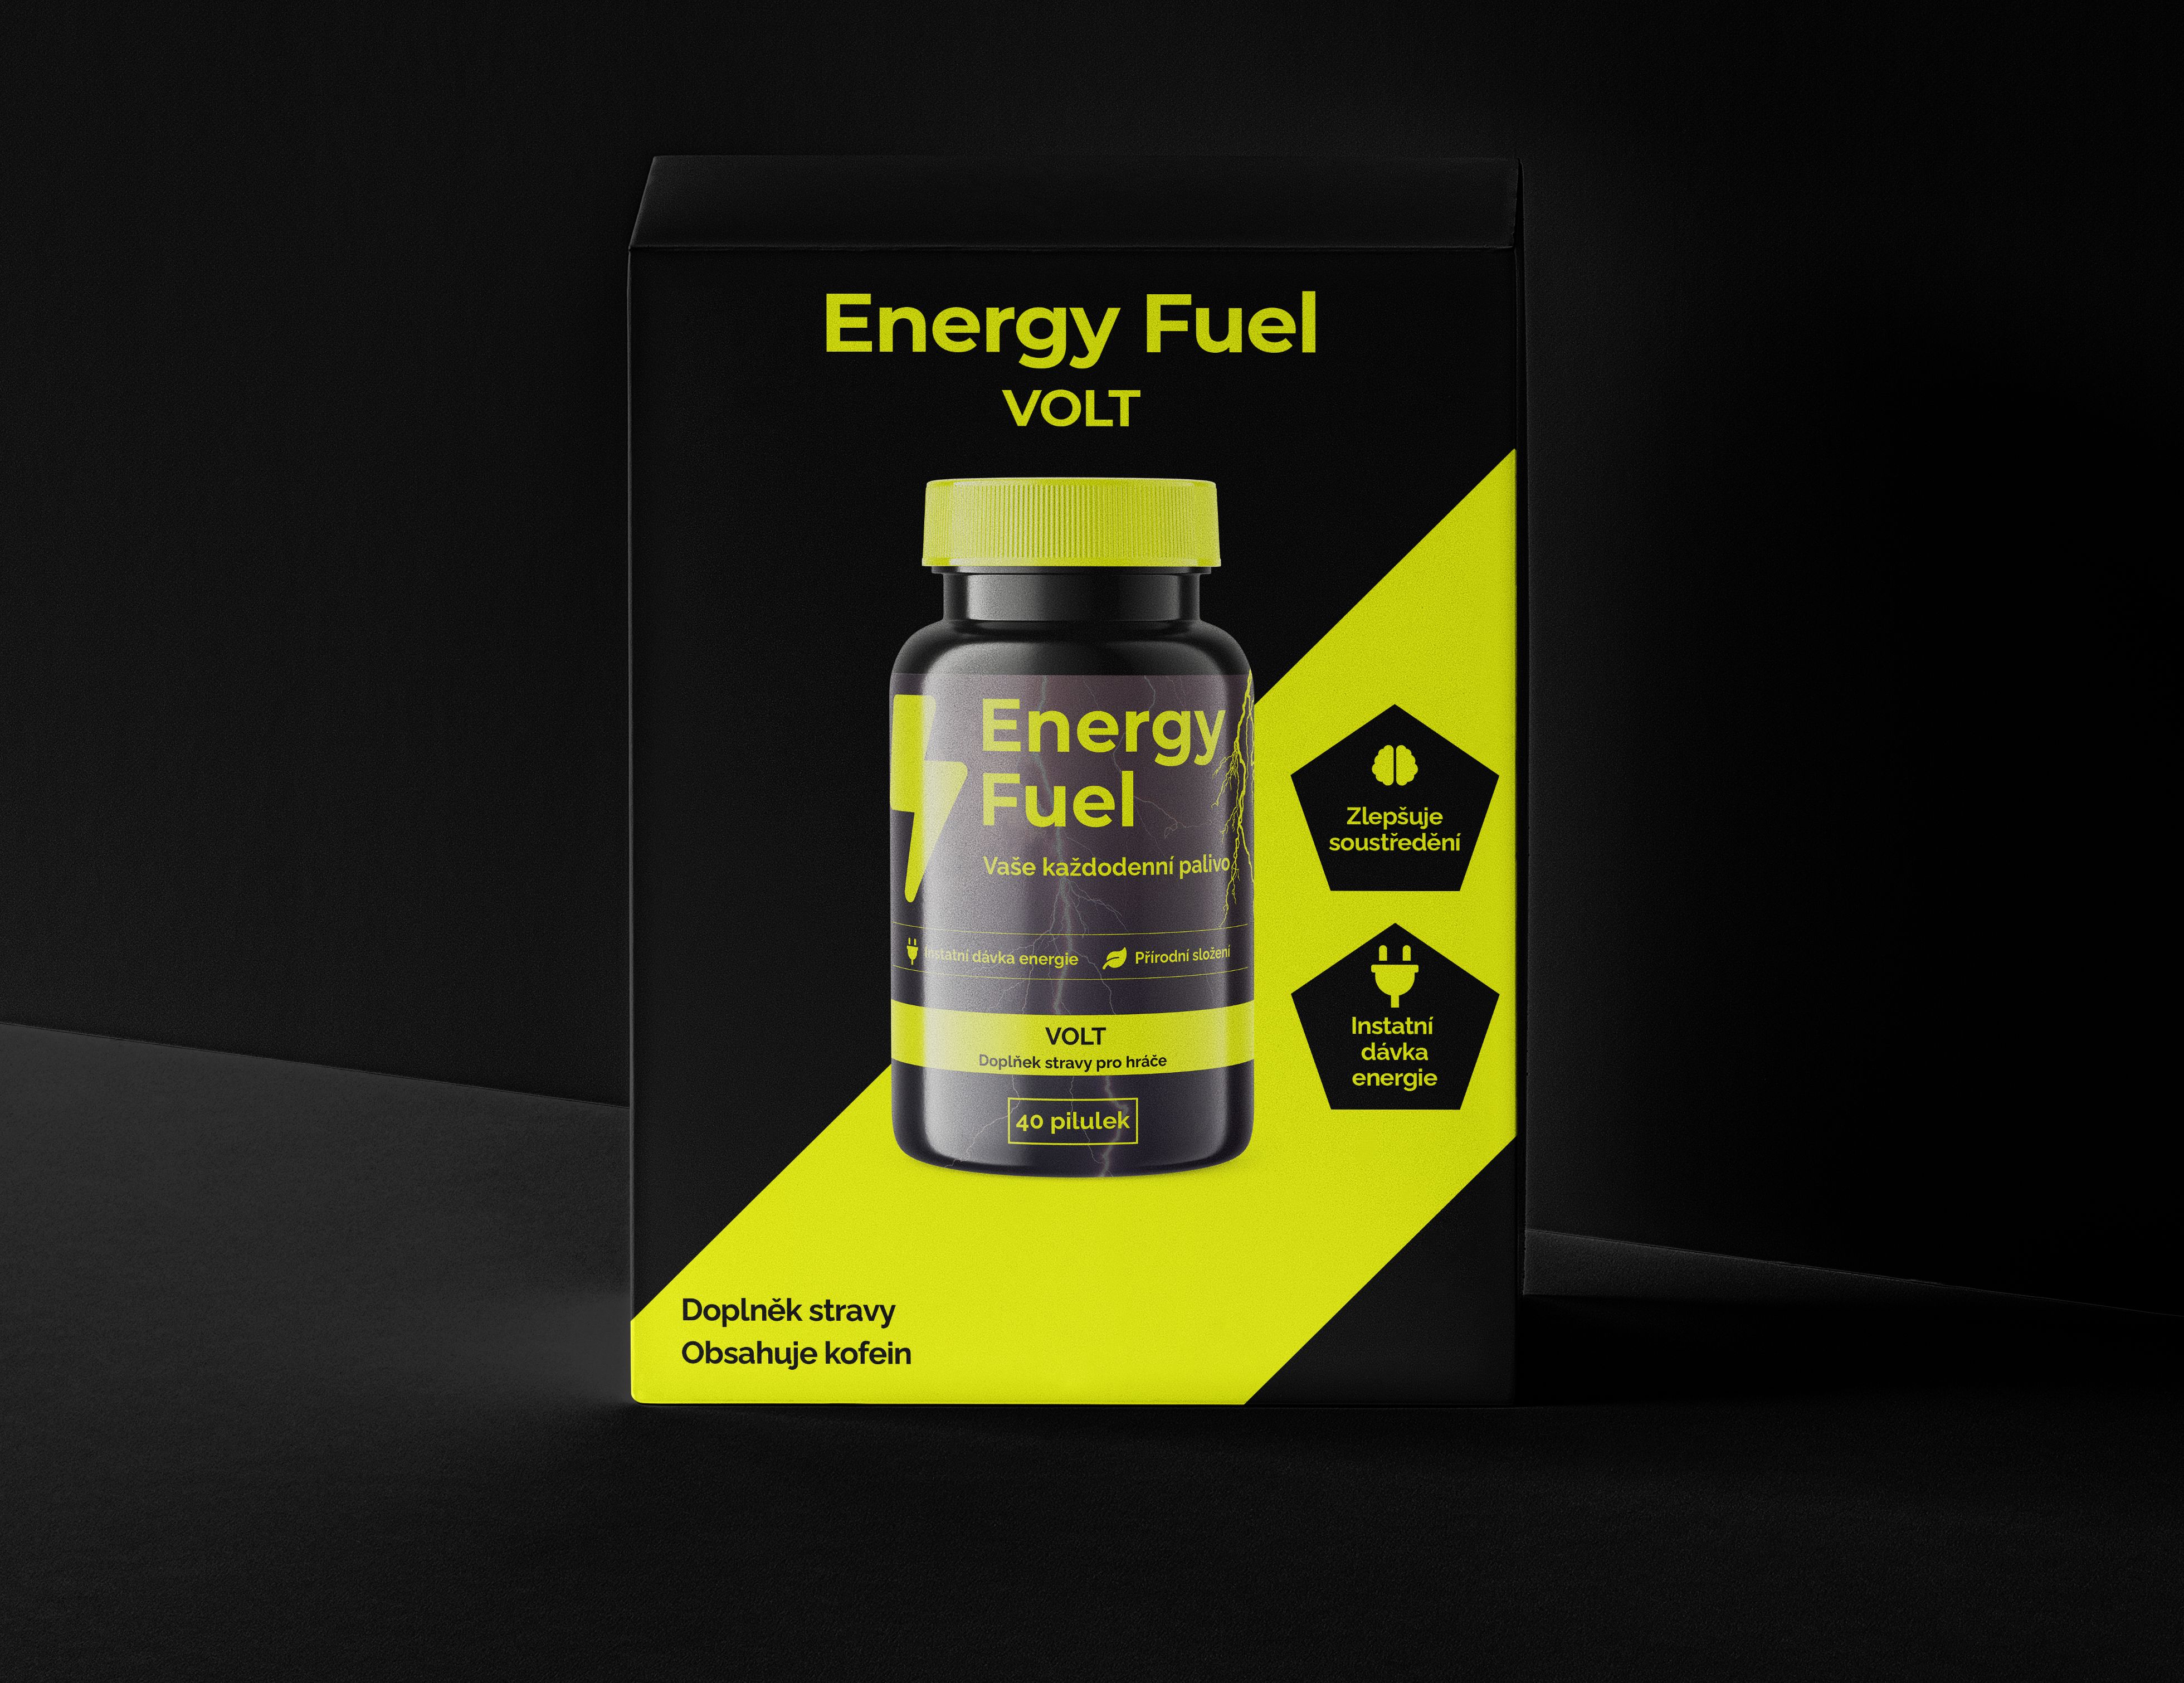 Energy Fuel
VOLT
Energy
Fuel
Vaše každodenní palivo
Instatní dávka energie
Přírodní složení
VOLT
Doplňek stravy pro hráče
40 pilulek
Zlepšuje
soustředění
Instatní
dávka
energie
Doplněk stravy
Obsahuje kofein